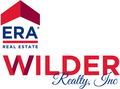 ERA®
REAL ESTATE
WILDER
Realty, Inc